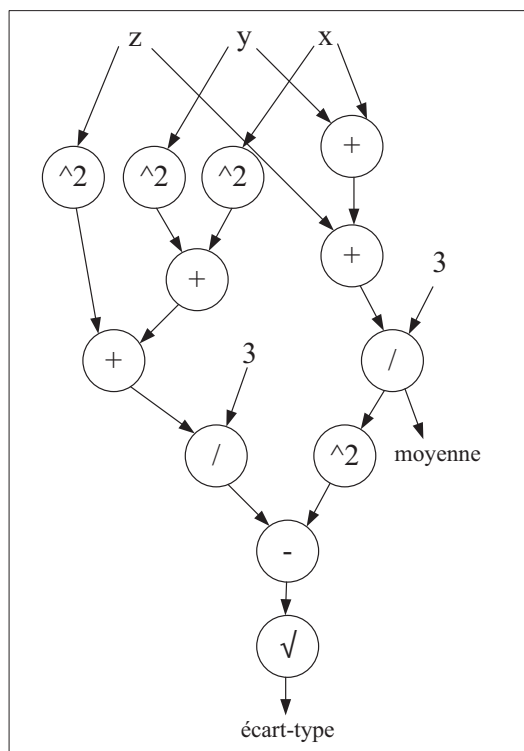 z y x
+
^2 ^2 ^2
+
+
3
+
3
/
/
^2
moyenne
-
√
écart-type